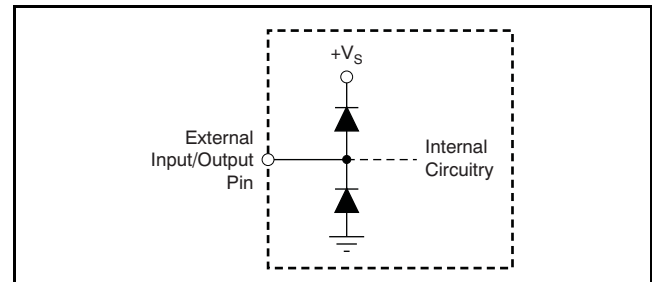 +VS
External
Input/Output
Pin
Internal
Circuitry